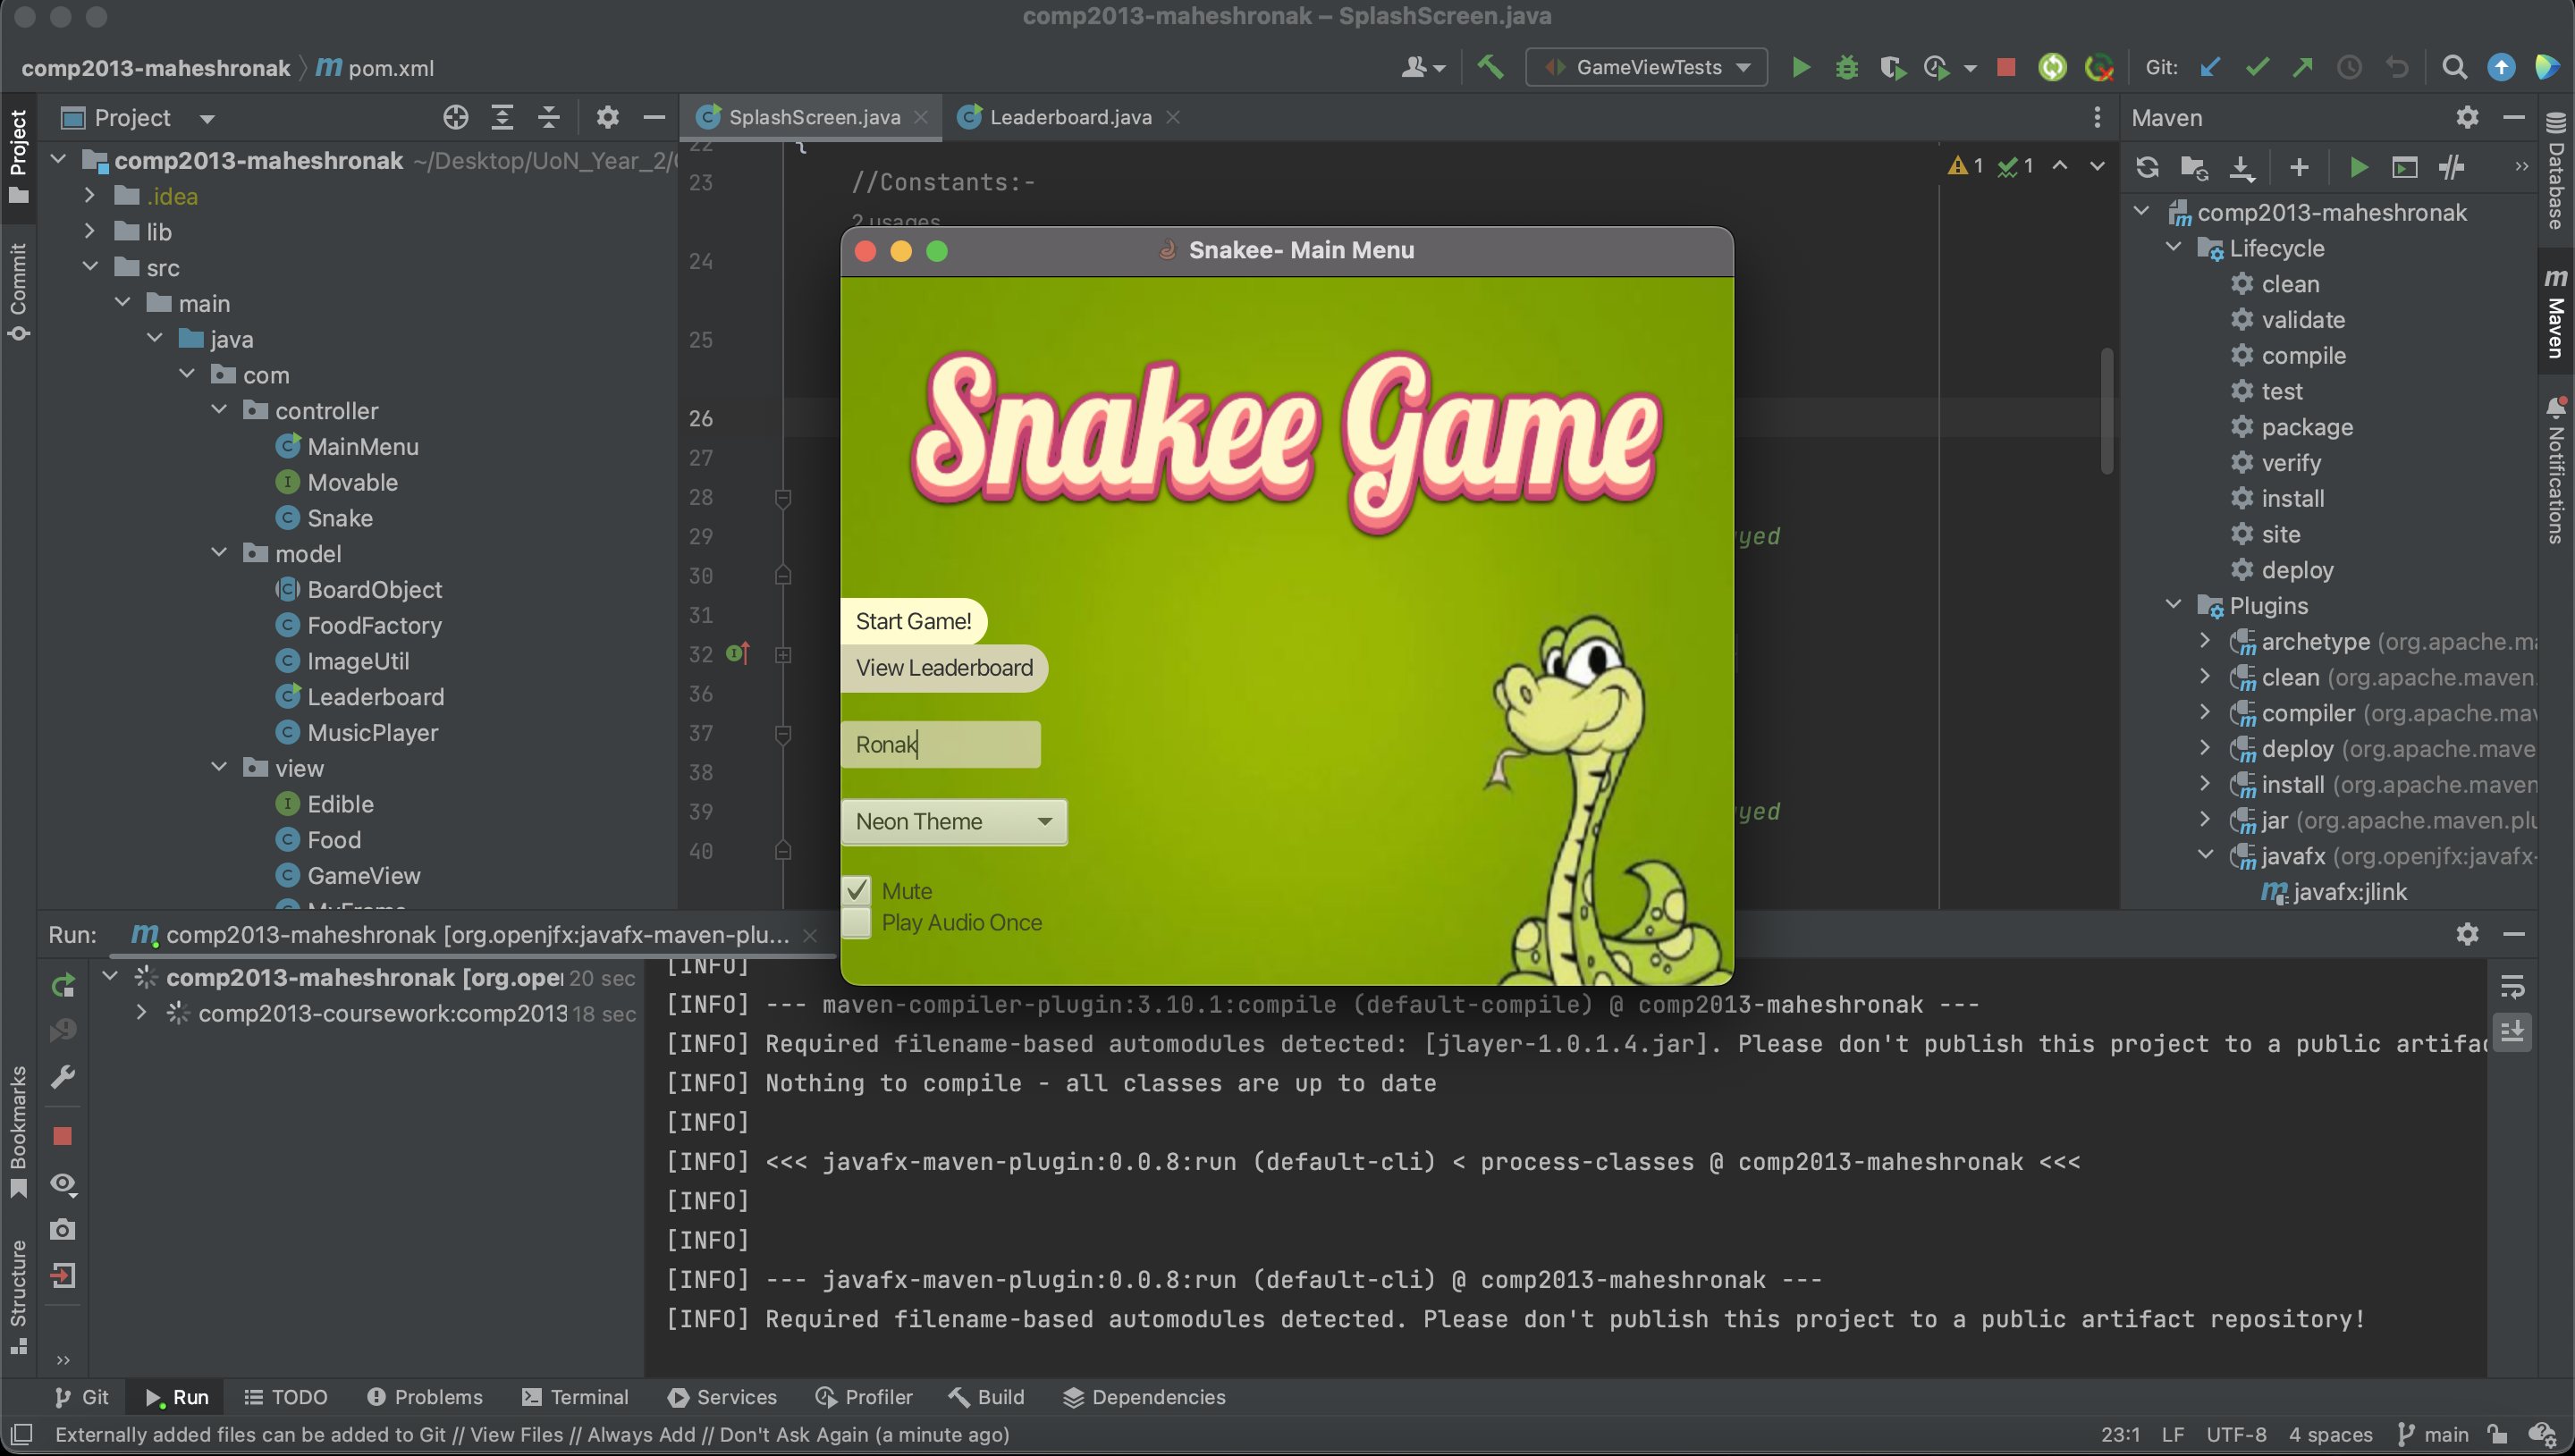 comp2013-maheshronak – SplashScreen.java
comp2013-maheshronak
m pom.xml
GameViewTests
Git:
Project
Project
SplashScreen.java
Leaderboard.java
Maven
comp2013-maheshronak ~/Desktop/UoN_Year_2/
.idea
lib
src
main
java
com
controller
MainMenu
Movable
Snake
model
BoardObject
FoodFactory
ImageUtil
Leaderboard
MusicPlayer
view
Edible
Food
GameView
Commit
22 {
23 //Constants:-
2 usages
24
25
26
27
28
29
30
31
32
36
37
38
39
40
yed
yed
1 1
Snakee- Main Menu
Snakee Game
Start Game!
View Leaderboard
Ronak
Neon Theme
Mute
Play Audio Once
comp2013-maheshronak
Lifecycle
clean
validate
compile
test
package
verify
install
site
deploy
Plugins
archetype (org.apache.ma
clean (org.apache.maven.
compiler (org.apache.mav
deploy (org.apache.mave
install (org.apache.maven
jar (org.apache.maven.plu
javafx (org.openjfx:javafx-
javafx:jlink
Database
m Maven
Notifications
Run:
m comp2013-maheshronak [org.openjfx:javafx-maven-plu...
comp2013-maheshronak [org.ope 20 sec
comp2013-coursework:comp2013 18 sec
[INFO]
[INFO] --- maven-compiler-plugin:3.10.1:compile (default-compile) @ comp2013-maheshronak ---
[INFO] Required filename-based automodules detected: [jlayer-1.0.1.4.jar]. Please don't publish this project to a public artifac
[INFO] Nothing to compile - all classes are up to date
[INFO]
[INFO] <<< javafx-maven-plugin:0.0.8:run (default-cli) < process-classes @ comp2013-maheshronak <<<
[INFO]
[INFO]
[INFO] --- javafx-maven-plugin:0.0.8:run (default-cli) @ comp2013-maheshronak ---
[INFO] Required filename-based automodules detected. Please don't publish this project to a public artifact repository!
Bookmarks
Structure
Git
Run
TODO
Problems
Terminal
Services
Profiler
Build
Dependencies
Externally added files can be added to Git // View Files // Always Add // Don't Ask Again (a minute ago)
23:1 LF UTF-8 4 spaces main